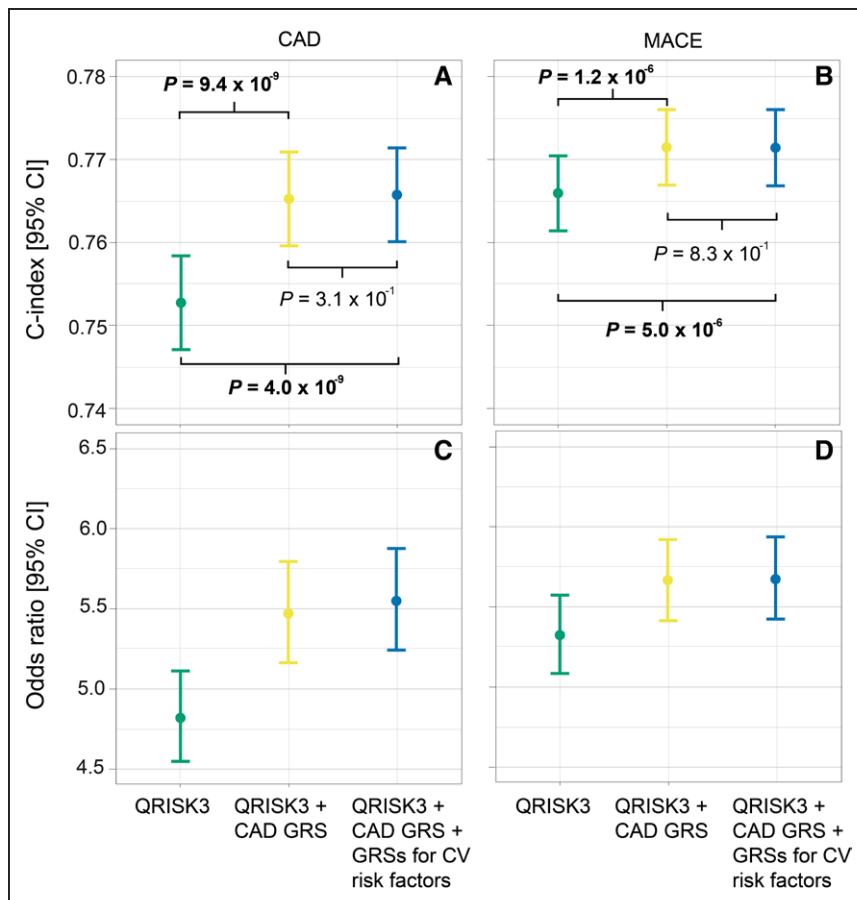 CAD
MACE
A
B
0.78
0.77
0.76
0.75
0.74
C-index [95% CI]
P = 9.4 x 10⁻⁹
P = 3.1 x 10⁻¹
P = 4.0 x 10⁻⁹
P = 1.2 x 10⁻⁶
P = 8.3 x 10⁻¹
P = 5.0 x 10⁻⁶
C
D
6.5
6.0
5.5
5.0
4.5
Odds ratio [95% CI]
QRISK3
QRISK3 +
CAD GRS
QRISK3 +
CAD GRS +
GRSs for CV
risk factors
QRISK3
QRISK3 +
CAD GRS
QRISK3 +
CAD GRS +
GRSs for CV
risk factors